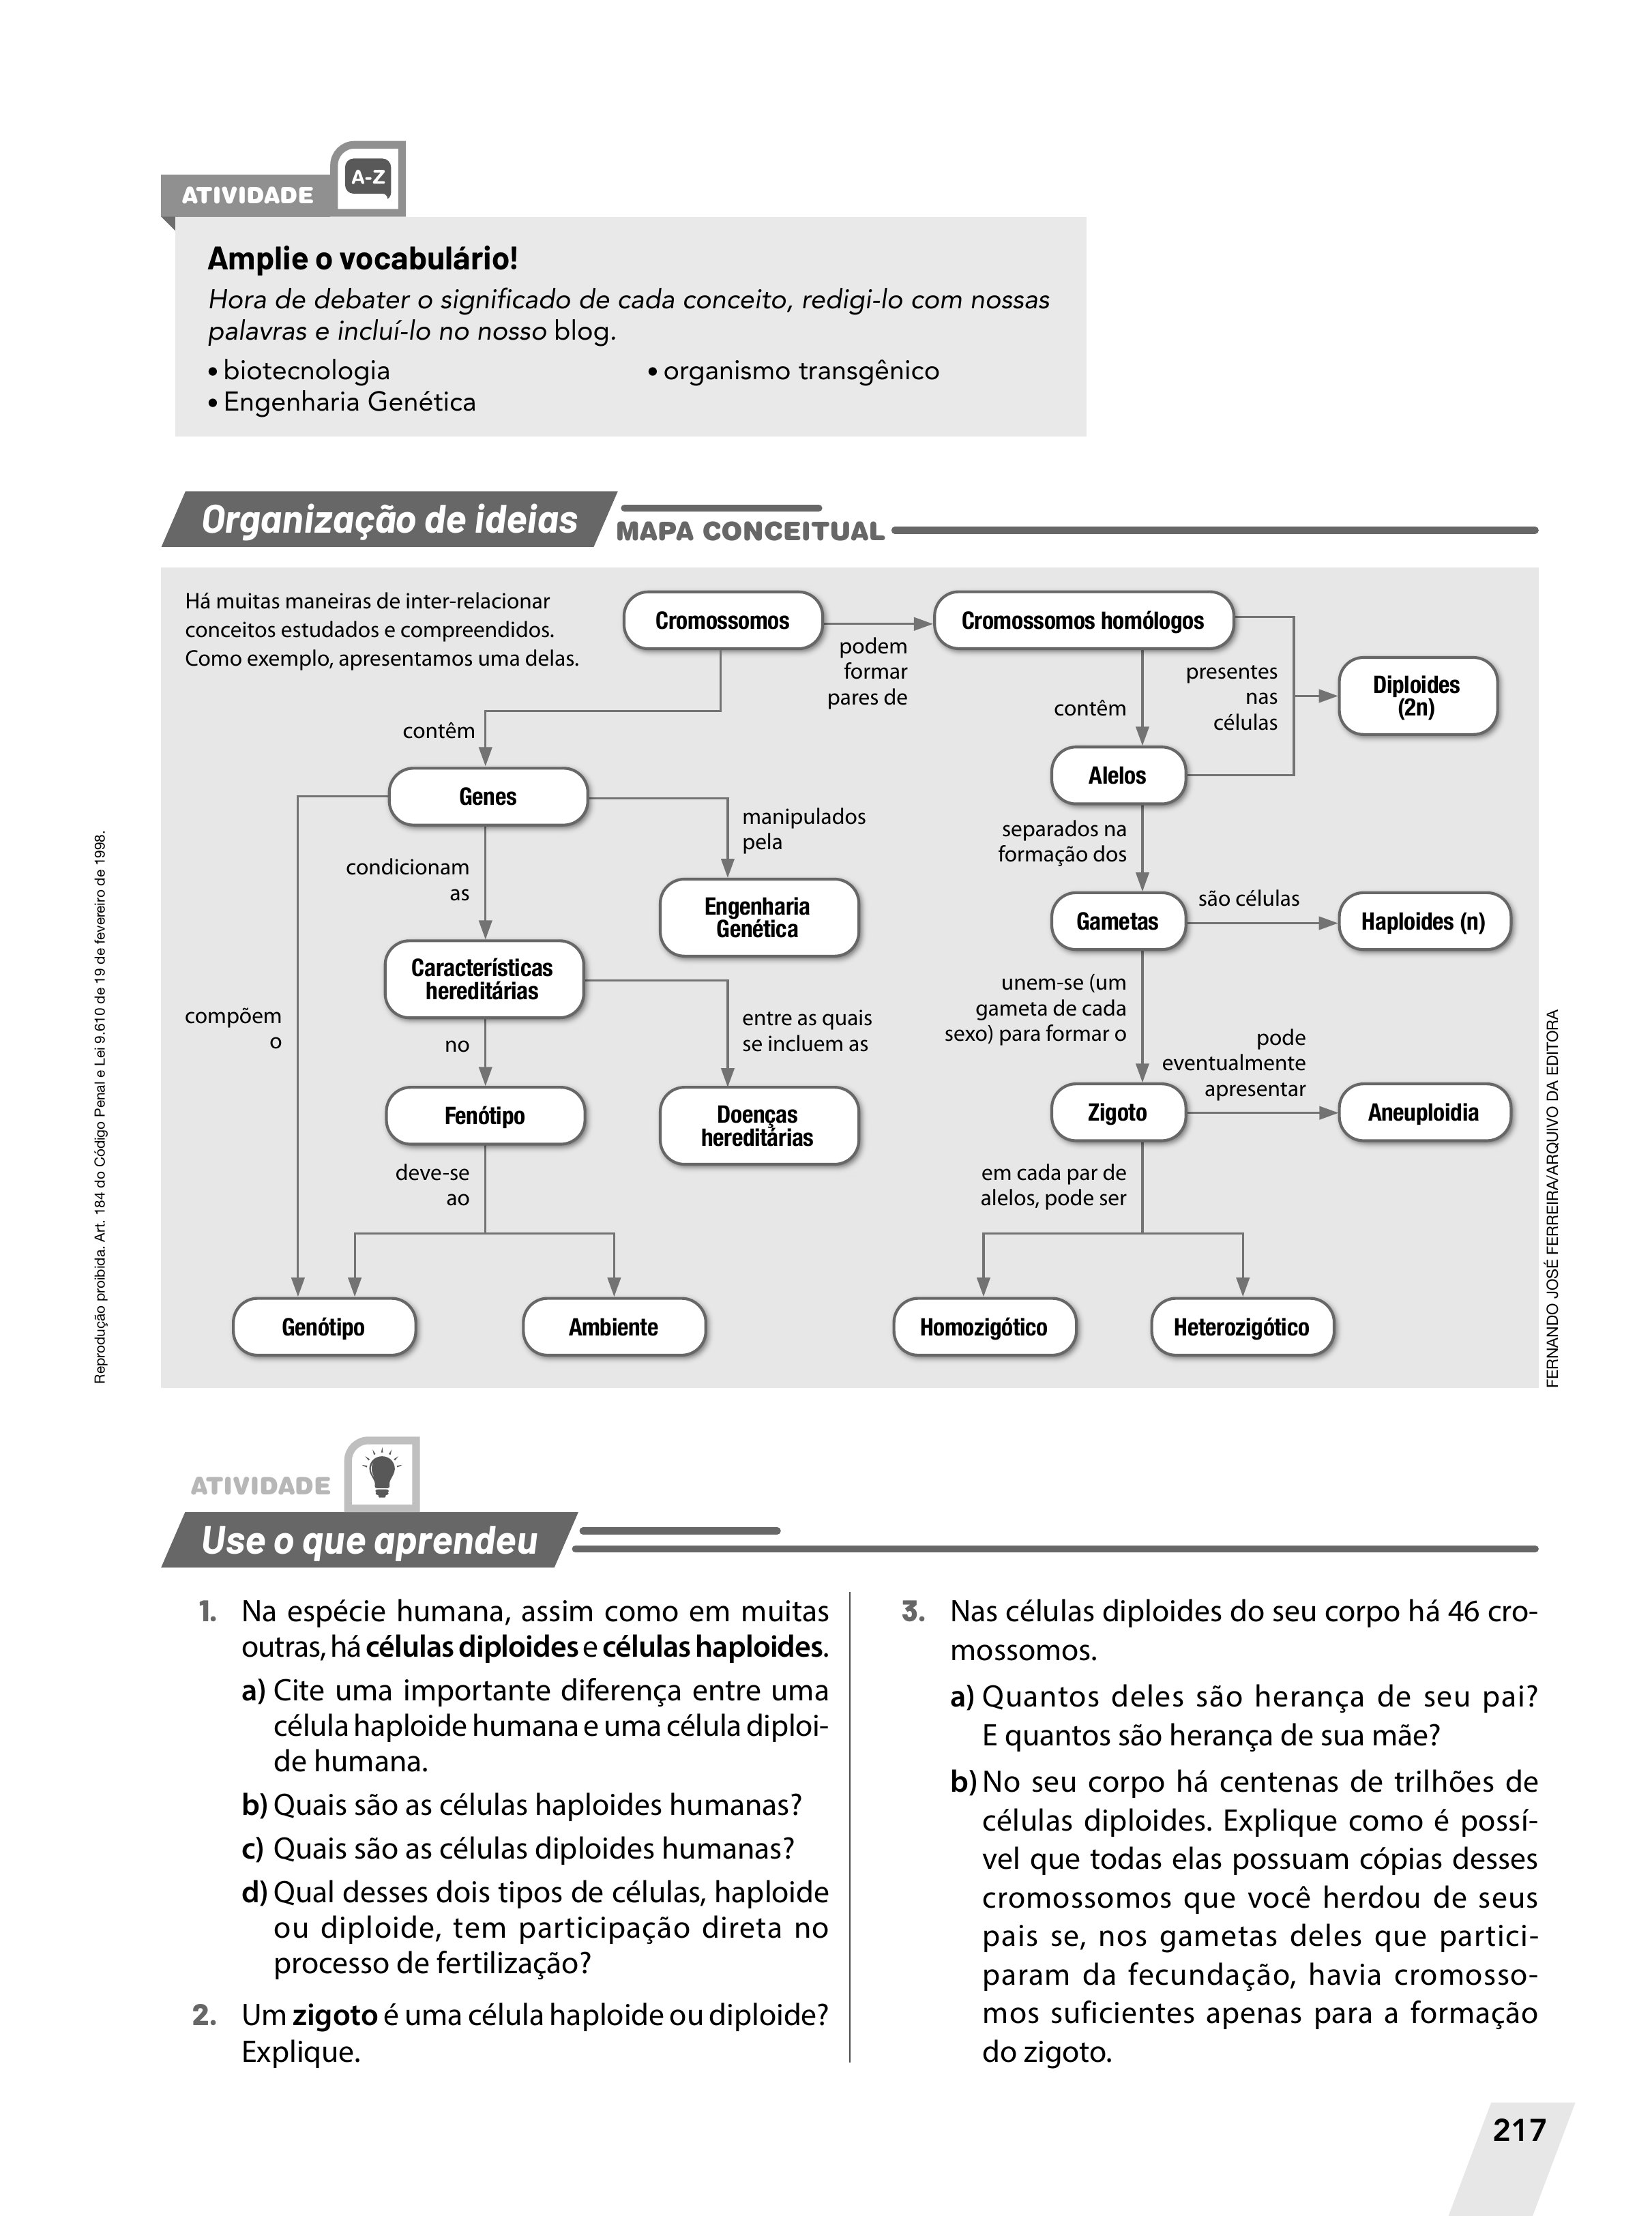 ATIVIDADE
A-Z
Amplie o vocabulário!
Hora de debater o significado de cada conceito, redigi-lo com nossas
palavras e incluí-lo no nosso blog.
• biotecnologia
• Engenharia Genética
• organismo transgênico
Organização de ideias
MAPA CONCEITUAL
Há muitas maneiras de inter-relacionar
conceitos estudados e compreendidos.
Como exemplo, apresentamos uma delas.
Cromossomos
podem
formar
pares de
Cromossomos homólogos
presentes
nas
células
Diploides
(2n)
contêm
contêm
Alelos
Genes
manipulados
pela
separados na
formação dos
condicionam
as
Engenharia
Genética
Gametas
são células
Haploides (n)
Características
hereditárias
compõem
o
no
entre as quais
se incluem as
unem-se (um
gameta de cada
sexo) para formar o
pode
eventualmente
apresentar
Fenótipo
Doenças
hereditárias
Zigoto
Aneuploidia
deve-se
ao
em cada par de
alelos, pode ser
Genótipo
Ambiente
Homozigótico
Heterozigótico
Reprodução proibida. Art. 184 do Código Penal e Lei 9.610 de 19 de fevereiro de 1998.
FERNANDO JOSÉ FERREIRA/ARQUIVO DA EDITORA
ATIVIDADE
Use o que aprendeu
1. Na espécie humana, assim como em muitas
outras, há células diploides e células haploides.
a) Cite uma importante diferença entre uma
célula haploide humana e uma célula diploi-
de humana.
b) Quais são as células haploides humanas?
c) Quais são as células diploides humanas?
d) Qual desses dois tipos de células, haploide
ou diploide, tem participação direta no
processo de fertilização?
2. Um zigoto é uma célula haploide ou diploide?
Explique.
3. Nas células diploides do seu corpo há 46 cro-
mossomos.
a) Quantos deles são herança de seu pai?
E quantos são herança de sua mãe?
b) No seu corpo há centenas de trilhões de
células diploides. Explique como é possí-
vel que todas elas possuam cópias desses
cromossomos que você herdou de seus
pais se, nos gametas deles que partici-
param da fecundação, havia cromosso-
mos suficientes apenas para a formação
do zigoto.
217